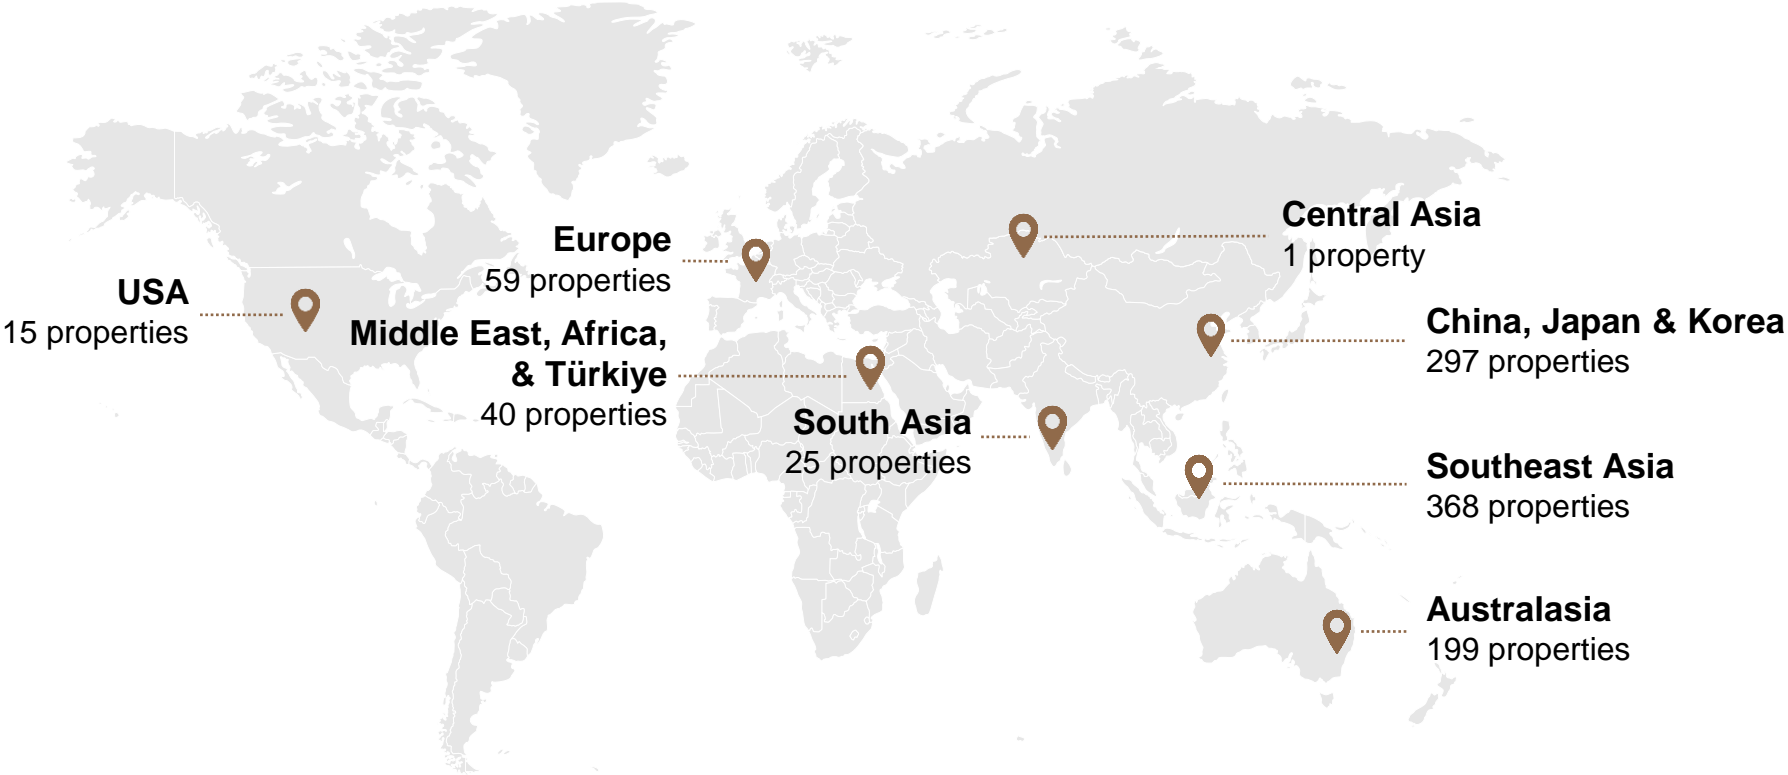 USA
15 properties
Europe
59 properties
Middle East, Africa,
& Türkiye
40 properties
South Asia
25 properties
Central Asia
1 property
China, Japan & Korea
297 properties
Southeast Asia
368 properties
Australasia
199 properties